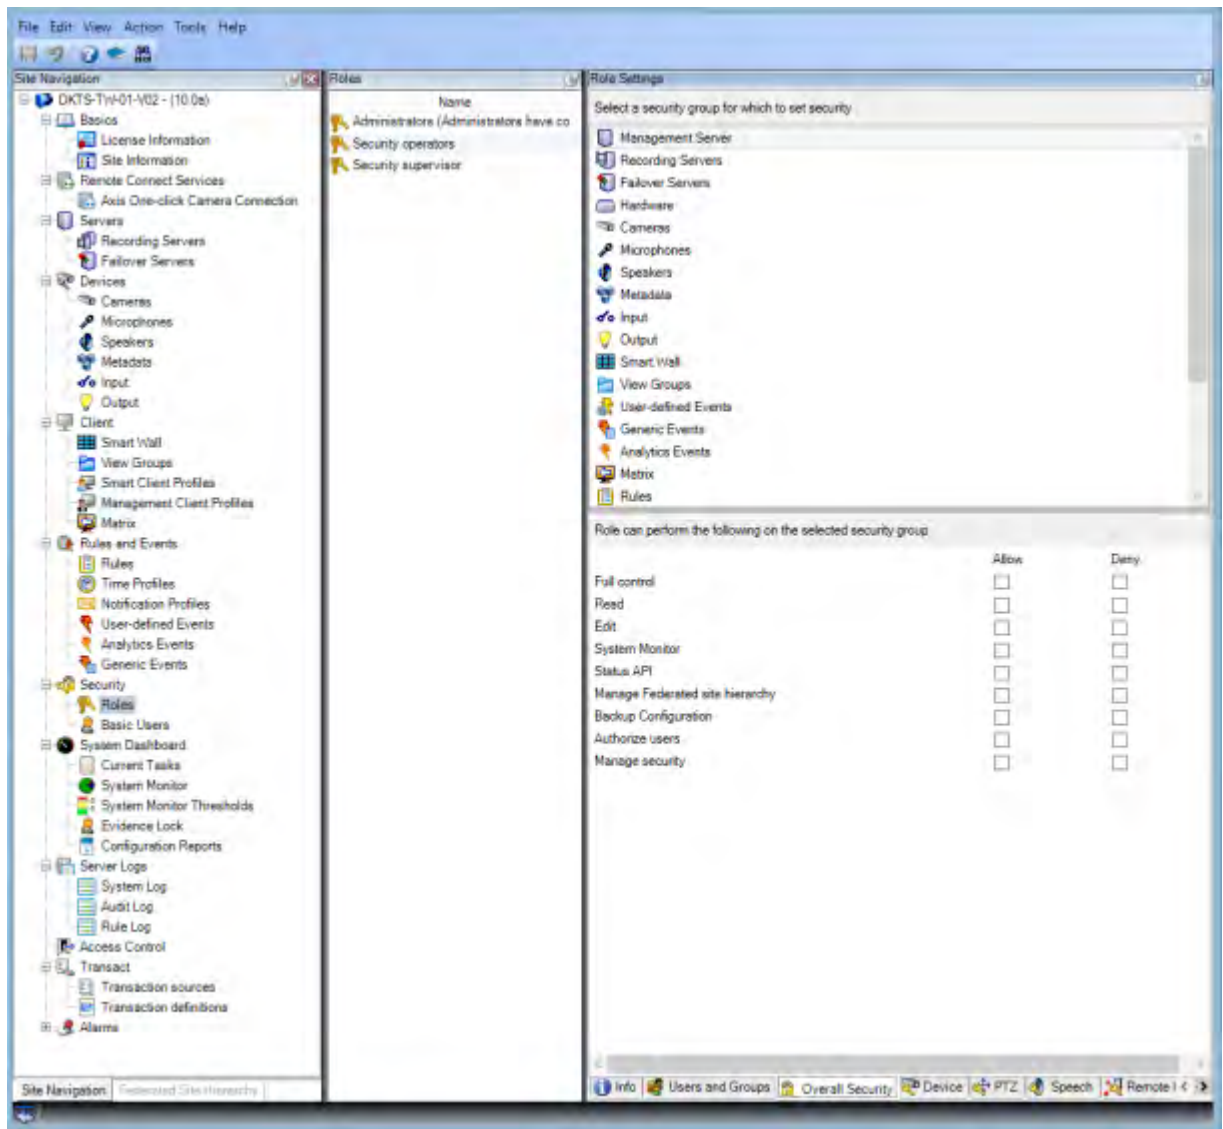 File Edit View Action Tools Help
Site Navigation
DKTS-TW-01-V02 - (10.0a)
Basics
License Information
Site Information
Remote Connect Services
Axis One-click Camera Connection
Servers
Recording Servers
Failover Servers
Devices
Cameras
Microphones
Speakers
Metadata
Input
Output
Client
Smart Wall
View Groups
Smart Client Profiles
Management Client Profiles
Matrix
Rules and Events
Rules
Time Profiles
Notification Profiles
User-defined Events
Analytics Events
Generic Events
Security
Roles
Basic Users
System Dashboard
Current Tasks
System Monitor
System Monitor Thresholds
Evidence Lock
Configuration Reports
Server Logs
System Log
Audit Log
Rule Log
Access Control
Transact
Transaction sources
Transaction definitions
Alarms
Site Navigation Federated Site Hierarchy
Roles
Name
Administrators (Administrators have co
Security operators
Security supervisor
Role Settings
Select a security group for which to set security
Management Server
Recording Servers
Failover Servers
Hardware
Cameras
Microphones
Speakers
Metadata
Input
Output
Smart Wall
View Groups
User-defined Events
Generic Events
Analytics Events
Matrix
Rules
Role can perform the following on the selected security group
Allow Deny
Full control
Read
Edit
System Monitor
Status API
Manage Federated site hierarchy
Backup Configuration
Authorize users
Manage security
Info Users and Groups Overall Security Device PTZ Speech Remote